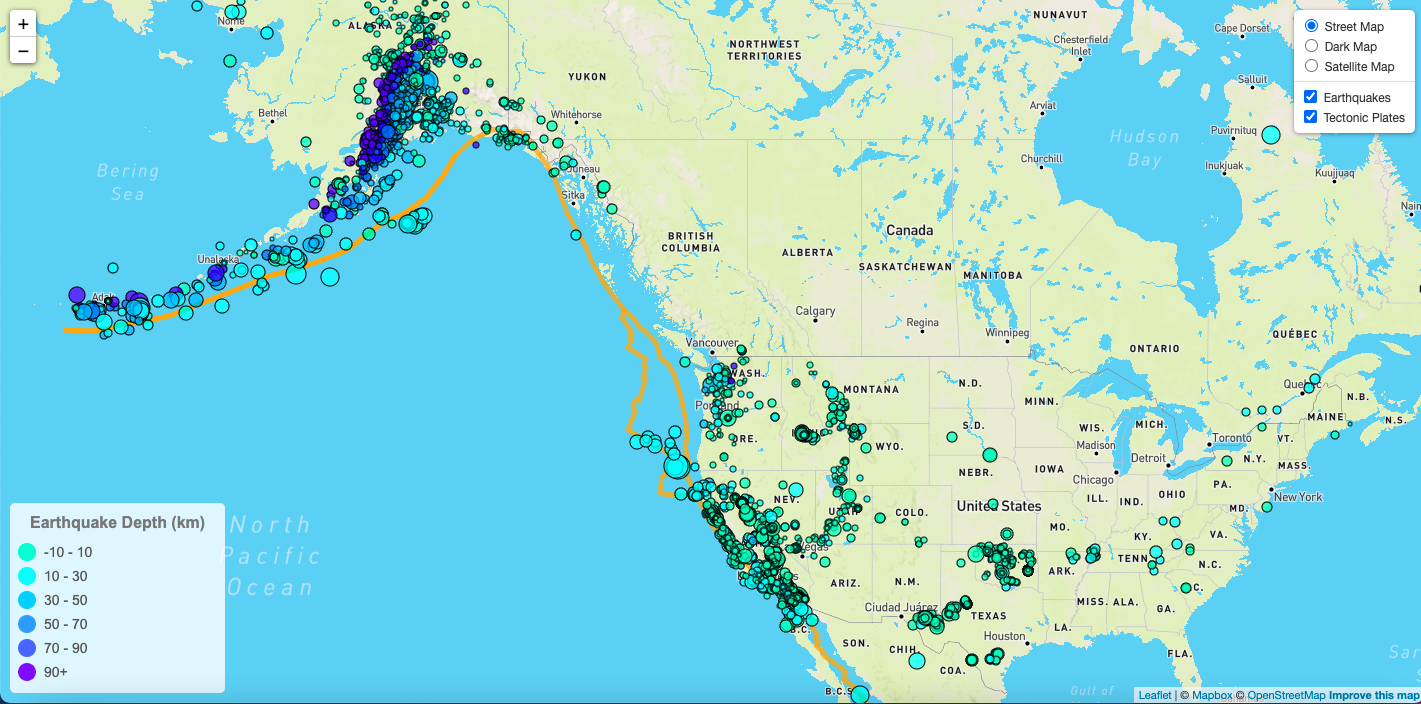 +
−
Street Map
Dark Map
Satellite Map
Earthquakes
Tectonic Plates
Nome
NUNAVUT
Cape Dorset
Chesterfield
Inlet
NORTHWEST
TERRITORIES
YUKON
Salluit
Bethel
Whitehorse
Arviat
Puvirnituq
Hudson
Bay
Churchill
Inukjuak
Kuujjuaq
Bering
Sea
Juneau
Sitka
BRITISH
COLUMBIA
Canada
ALBERTA
SASKATCHEWAN
MANITOBA
Unalaska
Calgary
Regina
Winnipeg
QUÉBEC
ONTARIO
Vancouver
WASH.
MONTANA
N.D.
MINN.
N.B.
MAINE
N.S.
Portland
ORE.
WYO.
S.D.
WIS.
MICH.
Madison
Toronto
VT.
Detroit
N.Y.
MASS.
NEBR.
IOWA
Chicago
PA.
NEV.
UTAH
COLO.
United States
ILL.
IND.
OHIO
New York
MD.
MO.
KY.
VA.
Vegas
ARIZ.
N.M.
ARK.
TENN.
N.C.
Ciudad Juárez
TEXAS
MISS.
ALA.
GA.
B.C.
SON.
CHIH.
Houston
LA.
COA.
FLA.
B.C.S.
Gulf of
North
Pacific
Ocean
Earthquake Depth (km)
-10 - 10
10 - 30
30 - 50
50 - 70
70 - 90
90+
Leaflet | © Mapbox © OpenStreetMap Improve this map